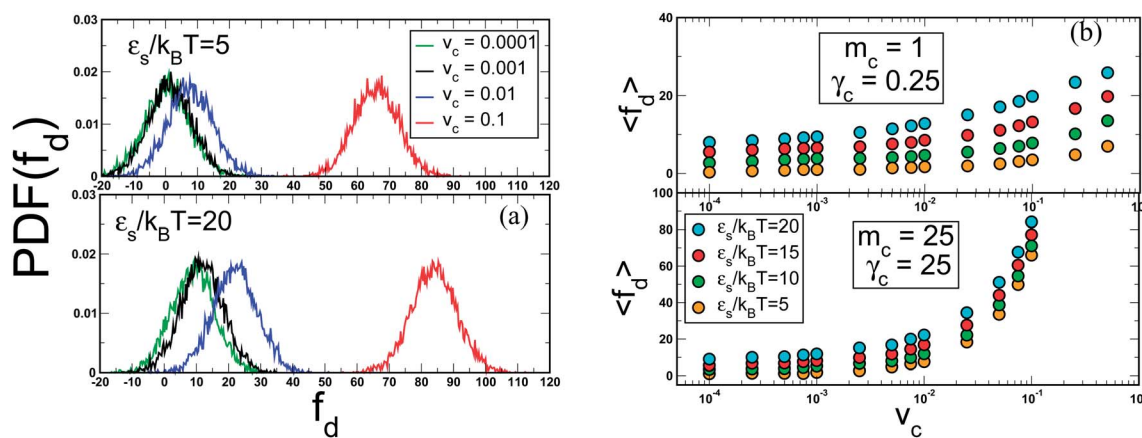 PDF(f_d)
0.03
0.02
0.01
0
ε_s/k_BT=5
v_c = 0.0001
v_c = 0.001
v_c = 0.01
v_c = 0.1
-20 -10 0 10 20 30 40 50 60 70 80 90 100 110 120
0.03
0.02
0.01
0
ε_s/k_BT=20
(a)
-20 -10 0 10 20 30 40 50 60 70 80 90 100 110 120
f_d
<f_d>
40
20
0
m_c = 1
γ_c = 0.25
(b)
10^-4 10^-3 10^-2 10^-1 10^0
<f_d>
100
80
60
40
20
0
ε_s/k_BT=20
ε_s/k_BT=15
ε_s/k_BT=10
ε_s/k_BT=5
m_c = 25
γ_c = 25
10^-4 10^-3 10^-2 10^-1 10^0
v_c